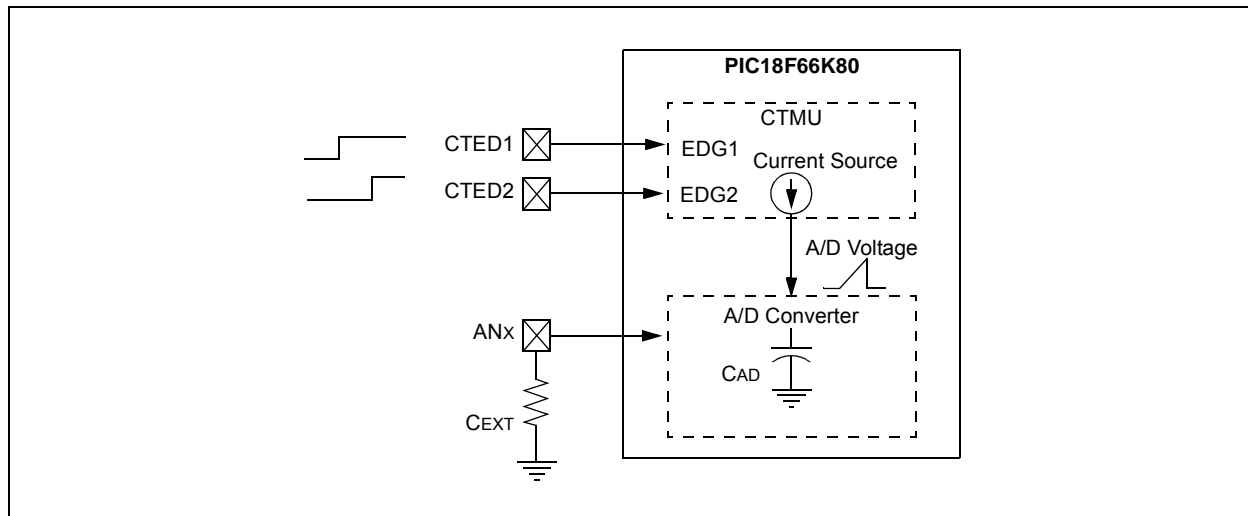 PIC18F66K80
CTMU
CTED1
EDG1
Current Source
CTED2
EDG2
A/D Voltage
A/D Converter
ANX
CAD
CEXT